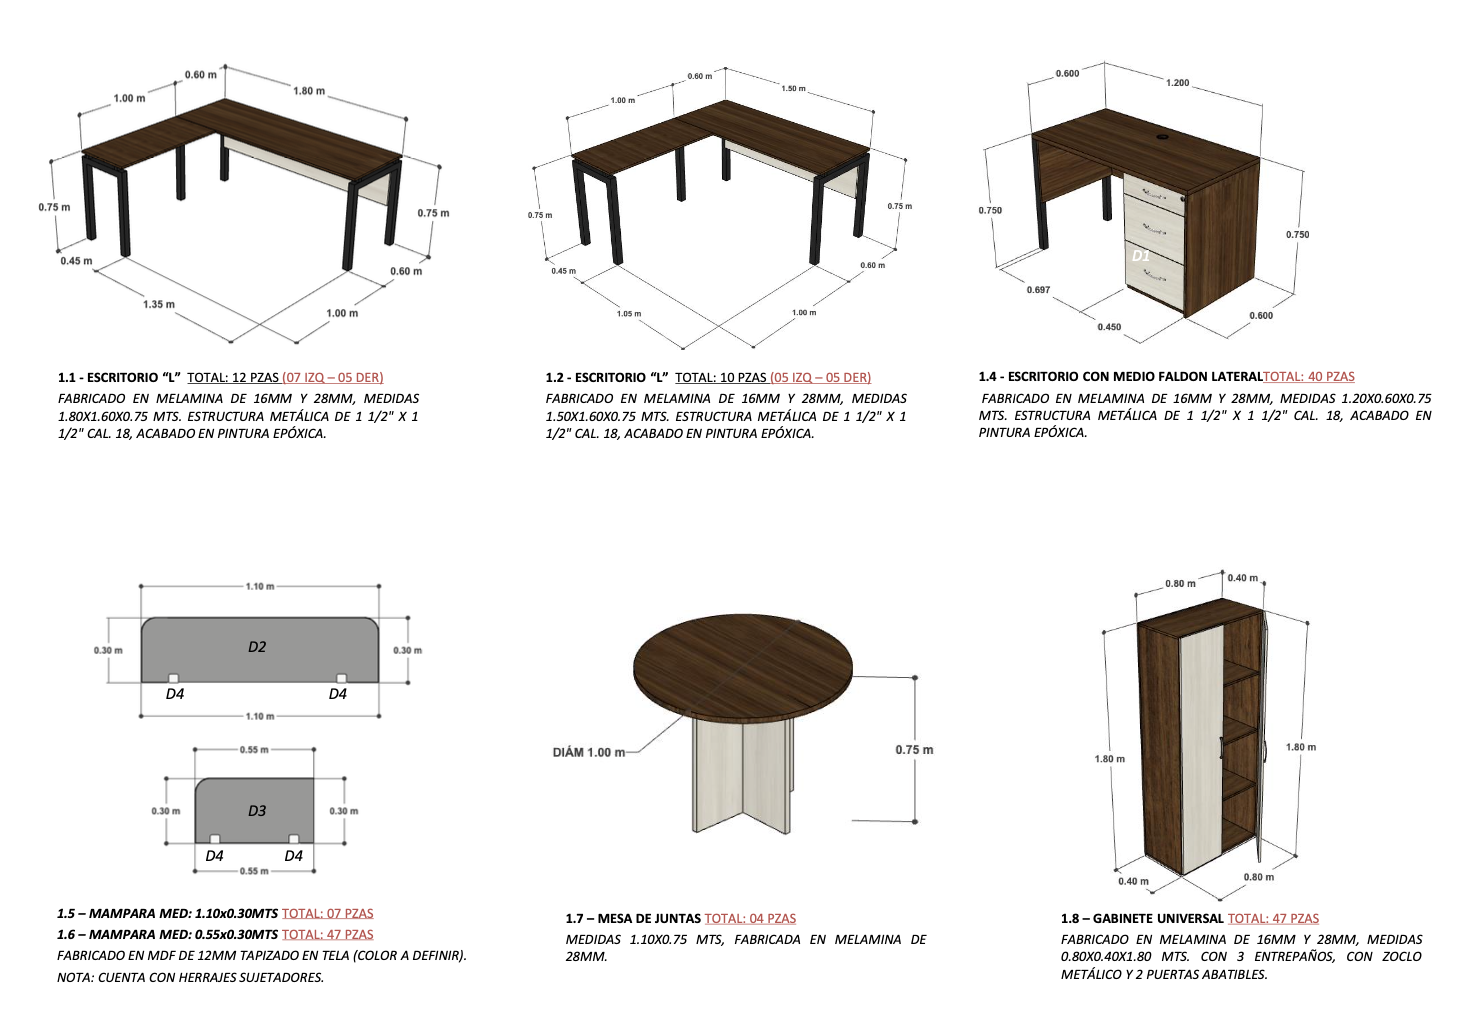 0.60 m
1.00 m
1.80 m
0.75 m
0.75 m
0.45 m
0.60 m
1.35 m
1.00 m
1.1 - ESCRITORIO “L” TOTAL: 12 PZAS (07 IZQ – 05 DER)
FABRICADO EN MELAMINA DE 16MM Y 28MM, MEDIDAS
1.80X1.60X0.75 MTS. ESTRUCTURA METÁLICA DE 1 1/2" X 1
1/2" CAL. 18, ACABADO EN PINTURA EPÓXICA.
0.60 m
1.50 m
1.00 m
0.75 m
0.75 m
0.45 m
0.60 m
1.05 m
1.00 m
1.2 - ESCRITORIO “L” TOTAL: 10 PZAS (05 IZQ – 05 DER)
FABRICADO EN MELAMINA DE 16MM Y 28MM, MEDIDAS
1.50X1.60X0.75 MTS. ESTRUCTURA METÁLICA DE 1 1/2" X 1
1/2" CAL. 18, ACABADO EN PINTURA EPÓXICA.
0.600
1.200
0.750
0.750
D1
0.697
0.450
0.600
1.4 - ESCRITORIO CON MEDIO FALDON LATERALTOTAL: 40 PZAS
FABRICADO EN MELAMINA DE 16MM Y 28MM, MEDIDAS 1.20X0.60X0.75
MTS. ESTRUCTURA METÁLICA DE 1 1/2" X 1 1/2" CAL. 18, ACABADO EN
PINTURA EPÓXICA.
1.10 m
D2
0.30 m
0.30 m
D4
D4
1.10 m
0.55 m
0.30 m
D3
0.30 m
D4
D4
0.55 m
1.5 – MAMPARA MED: 1.10x0.30MTS TOTAL: 07 PZAS
1.6 – MAMPARA MED: 0.55x0.30MTS TOTAL: 47 PZAS
FABRICADO EN MDF DE 12MM TAPIZADO EN TELA (COLOR A DEFINIR).
NOTA: CUENTA CON HERRAJES SUJETADORES.
DIÁM 1.00 m
0.75 m
1.7 – MESA DE JUNTAS TOTAL: 04 PZAS
MEDIDAS 1.10X0.75 MTS, FABRICADA EN MELAMINA DE
28MM.
0.80 m
0.40 m
1.80 m
1.80 m
0.40 m
0.80 m
1.8 – GABINETE UNIVERSAL TOTAL: 47 PZAS
FABRICADO EN MELAMINA DE 16MM Y 28MM, MEDIDAS
0.80X0.40X1.80 MTS. CON 3 ENTREPAÑOS, CON ZOCLO
METÁLICO Y 2 PUERTAS ABATIBLES.